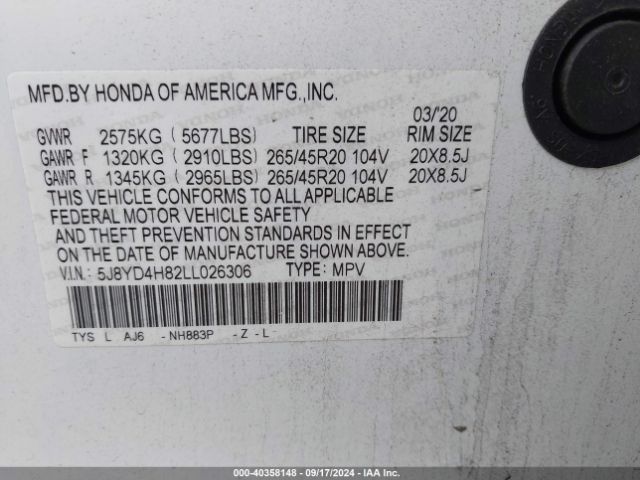 MFD.BY HONDA OF AMERICA MFG.,INC.
03/20
GVWR 2575KG ( 5677LBS) TIRE SIZE RIM SIZE
GAWR F 1320KG ( 2910LBS) 265/45R20 104V 20X8.5J
GAWR R 1345KG ( 2965LBS) 265/45R20 104V 20X8.5J
THIS VEHICLE CONFORMS TO ALL APPLICABLE
FEDERAL MOTOR VEHICLE SAFETY
AND THEFT PREVENTION STANDARDS IN EFFECT
ON THE DATE OF MANUFACTURE SHOWN ABOVE.
V.I.N.: 5J8YD4H82LL026306 TYPE: MPV
TYS L AJ6 -NH883P -Z -L-
000-40358148 - 09/17/2024 - IAA Inc.